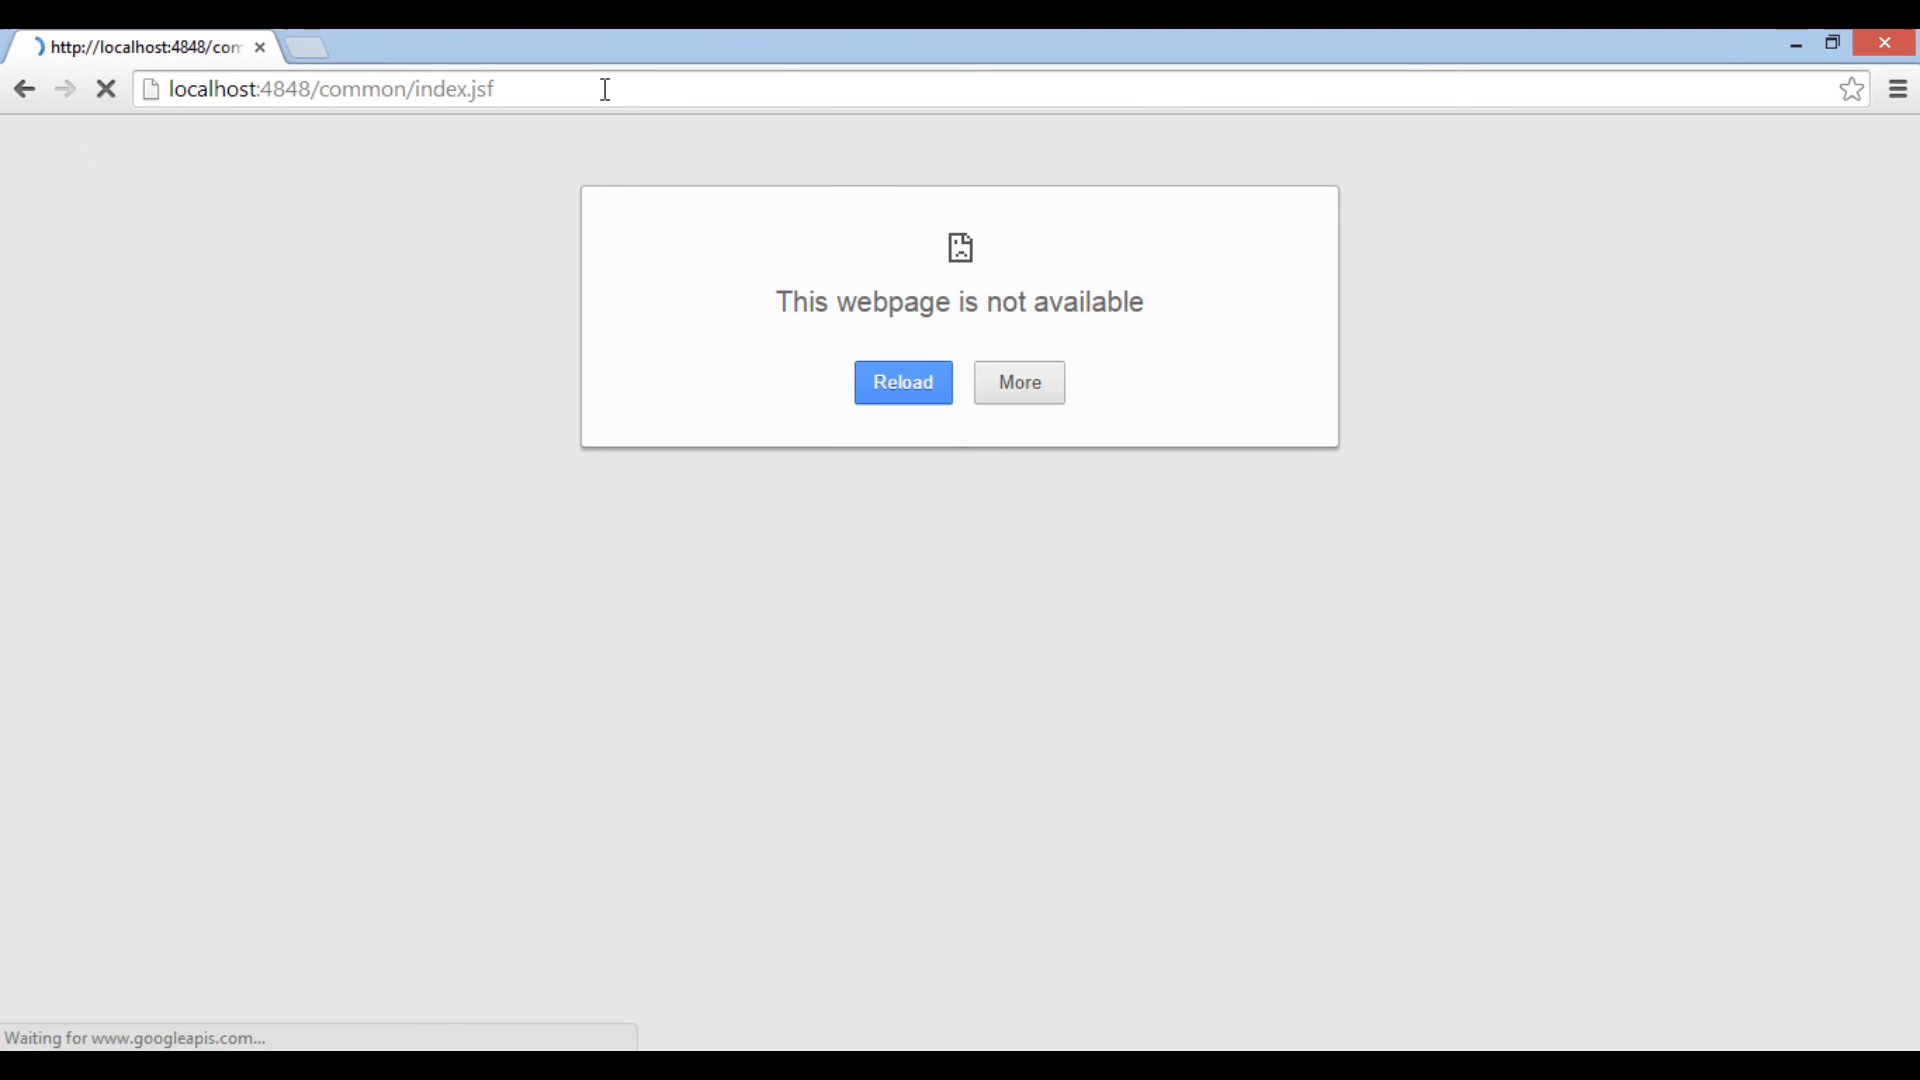 http://localhost:4848/com
localhost:4848/common/index.jsf
This webpage is not available
Reload
More
Waiting for www.googleapis.com...